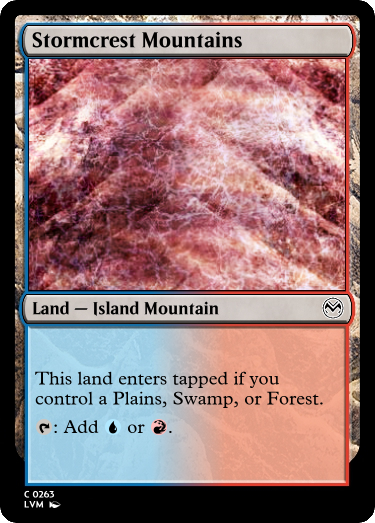 Stormcrest Mountains
Land — Island Mountain
This land enters tapped if you
control a Plains, Swamp, or Forest.
: Add or .
C 0263
LVM